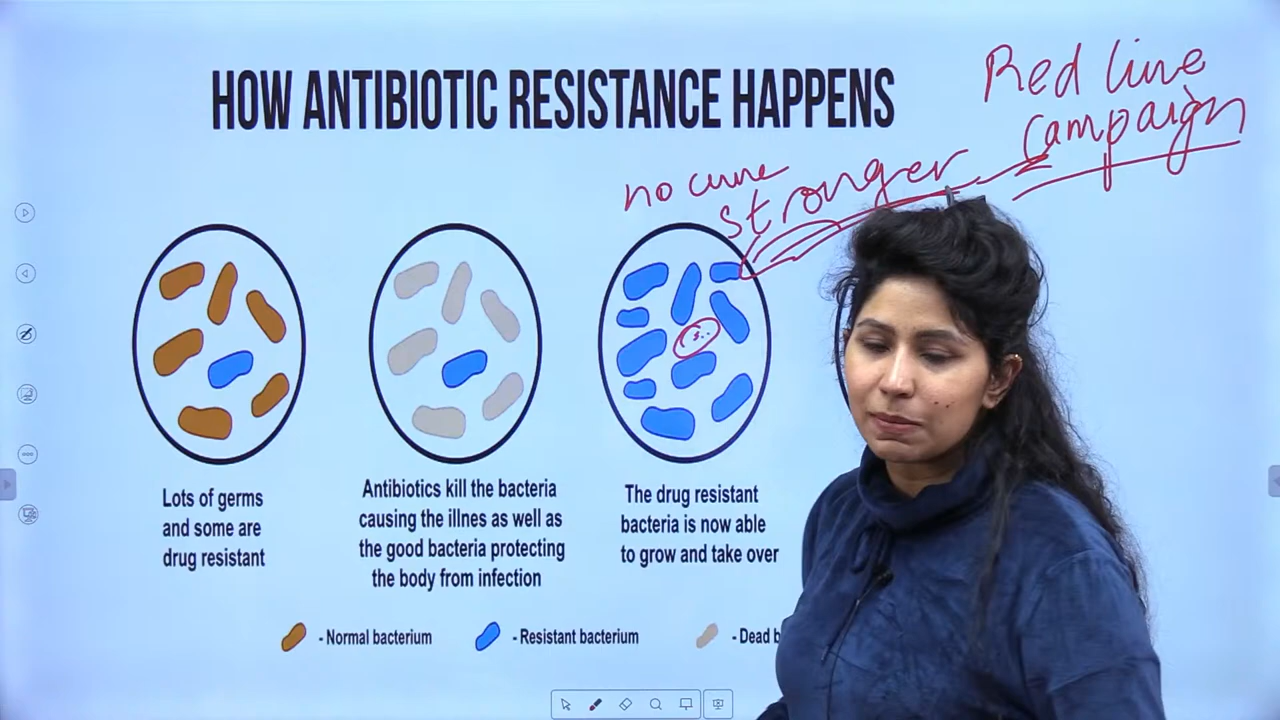 HOW ANTIBIOTIC RESISTANCE HAPPENS
Red line
campaign
no cure
stronger
Lots of germs
and some are
drug resistant
Antibiotics kill the bacteria
causing the illnes as well as
the good bacteria protecting
the body from infection
The drug resistant
bacteria is now able
to grow and take over
- Normal bacterium
- Resistant bacterium
- Dead b